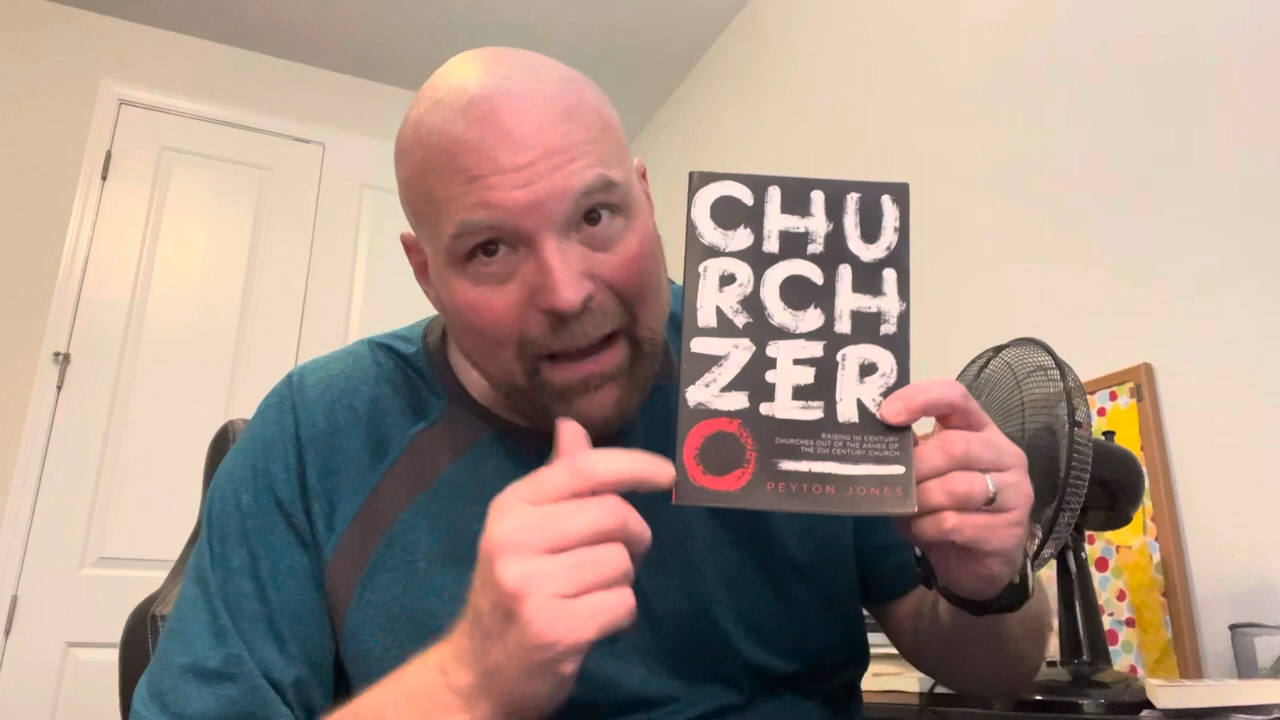 CHU
RCH
ZER
RAISING 1st CENTURY
CHURCHES OUT OF THE ASHES OF
THE 21st CENTURY CHURCH
PEYTON JONES